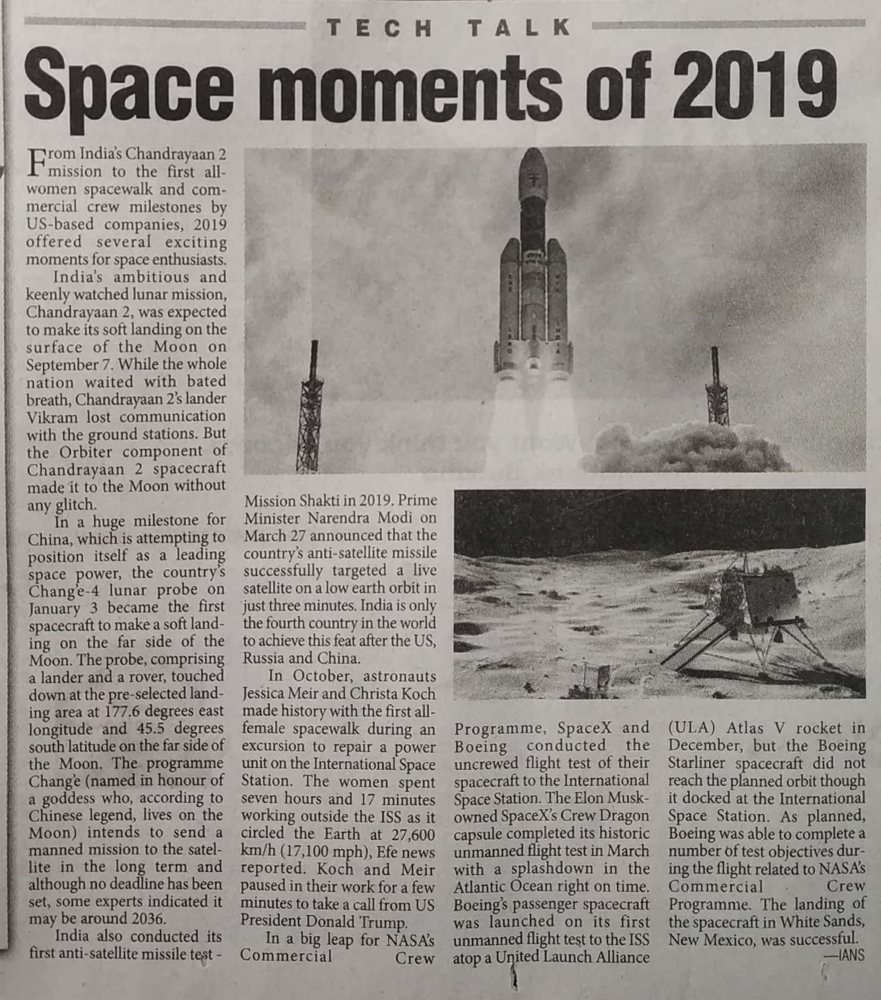 TECH TALK
Space moments of 2019
From India's Chandrayaan 2
mission to the first all-
women spacewalk and com-
mercial crew milestones by
US-based companies, 2019
offered several exciting
moments for space enthusiasts.
India's ambitious and
keenly watched lunar mission,
Chandrayaan 2, was expected
to make its soft landing on the
surface of the Moon on
September 7. While the whole
nation waited with bated
breath, Chandrayaan 2's lander
Vikram lost communication
with the ground stations. But
the Orbiter component of
Chandrayaan 2 spacecraft
made it to the Moon without
any glitch.
In a huge milestone for
China, which is attempting to
position itself as a leading
space power, the country's
Chang'e-4 lunar probe on
January 3 became the first
spacecraft to make a soft land-
ing on the far side of the
Moon. The probe, comprising
a lander and a rover, touched
down at the pre-selected land-
ing area at 177.6 degrees east
longitude and 45.5 degrees
south latitude on the far side of
the Moon. The programme
Chang'e (named in honour of
a goddess who, according to
Chinese legend, lives on the
Moon) intends to send a
manned mission to the satel-
lite in the long term and
although no deadline has been
set, some experts indicated it
may be around 2036.
India also conducted its
first anti-satellite missile test -
Mission Shakti in 2019. Prime
Minister Narendra Modi on
March 27 announced that the
country's anti-satellite missile
successfully targeted a live
satellite on a low earth orbit in
just three minutes. India is only
the fourth country in the world
to achieve this feat after the US,
Russia and China.
In October, astronauts
Jessica Meir and Christa Koch
made history with the first all-
female spacewalk during an
excursion to repair a power
unit on the International Space
Station. The women spent
seven hours and 17 minutes
working outside the ISS as it
circled the Earth at 27,600
km/h (17,100 mph), Efe news
reported. Koch and Meir
paused in their work for a few
minutes to take a call from US
President Donald Trump.
In a big leap for NASA's
Commercial Crew
Programme, SpaceX and
Boeing conducted the
uncrewed flight test of their
spacecraft to the International
Space Station. The Elon Musk-
owned SpaceX's Crew Dragon
capsule completed its historic
unmanned flight test in March
with a splashdown in the
Atlantic Ocean right on time.
Boeing's passenger spacecraft
was launched on its first
unmanned flight test to the ISS
atop a United Launch Alliance
(ULA) Atlas V rocket in
December, but the Boeing
Starliner spacecraft did not
reach the planned orbit though
it docked at the International
Space Station. As planned,
Boeing was able to complete a
number of test objectives dur-
ing the flight related to NASA's
Commercial Crew
Programme. The landing of
the spacecraft in White Sands,
New Mexico, was successful.
—IANS